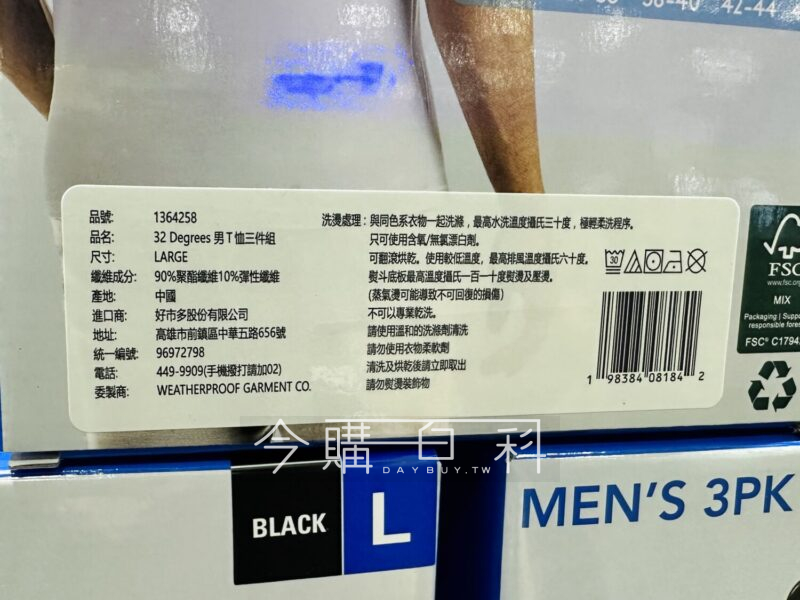 38-40 42-44
品號: 1364258
品名: 32 Degrees 男T恤三件組
尺寸: LARGE
纖維成分: 90%聚酯纖維10%彈性纖維
產地: 中國
進口商: 好市多股份有限公司
地址: 高雄市前鎮區中華五路656號
統一編號: 96972798
電話: 449-9909(手機撥打請加02)
委製商: WEATHERPROOF GARMENT CO.
洗燙處理：與同色系衣物一起洗滌，最高水洗溫度攝氏三十度，極輕柔洗程序。
只可使用含氧/無氯漂白劑。
可翻滾烘乾。使用較低溫度，最高排風溫度攝氏六十度。
熨斗底板最高溫度攝氏一百一十度熨燙及壓燙。
(蒸氣燙可能導致不可回復的損傷)
不可以專業乾洗。
請使用溫和的洗滌劑清洗
請勿使用衣物柔軟劑
清洗及烘乾後請立即取出
請勿熨燙裝飾物
30
1 98384 08184 2
FSC
www.fsc.org
MIX
Packaging |
responsible forest
FSC® C1794
今購百科
DAYBUY.TW
BLACK L
MEN'S 3PK